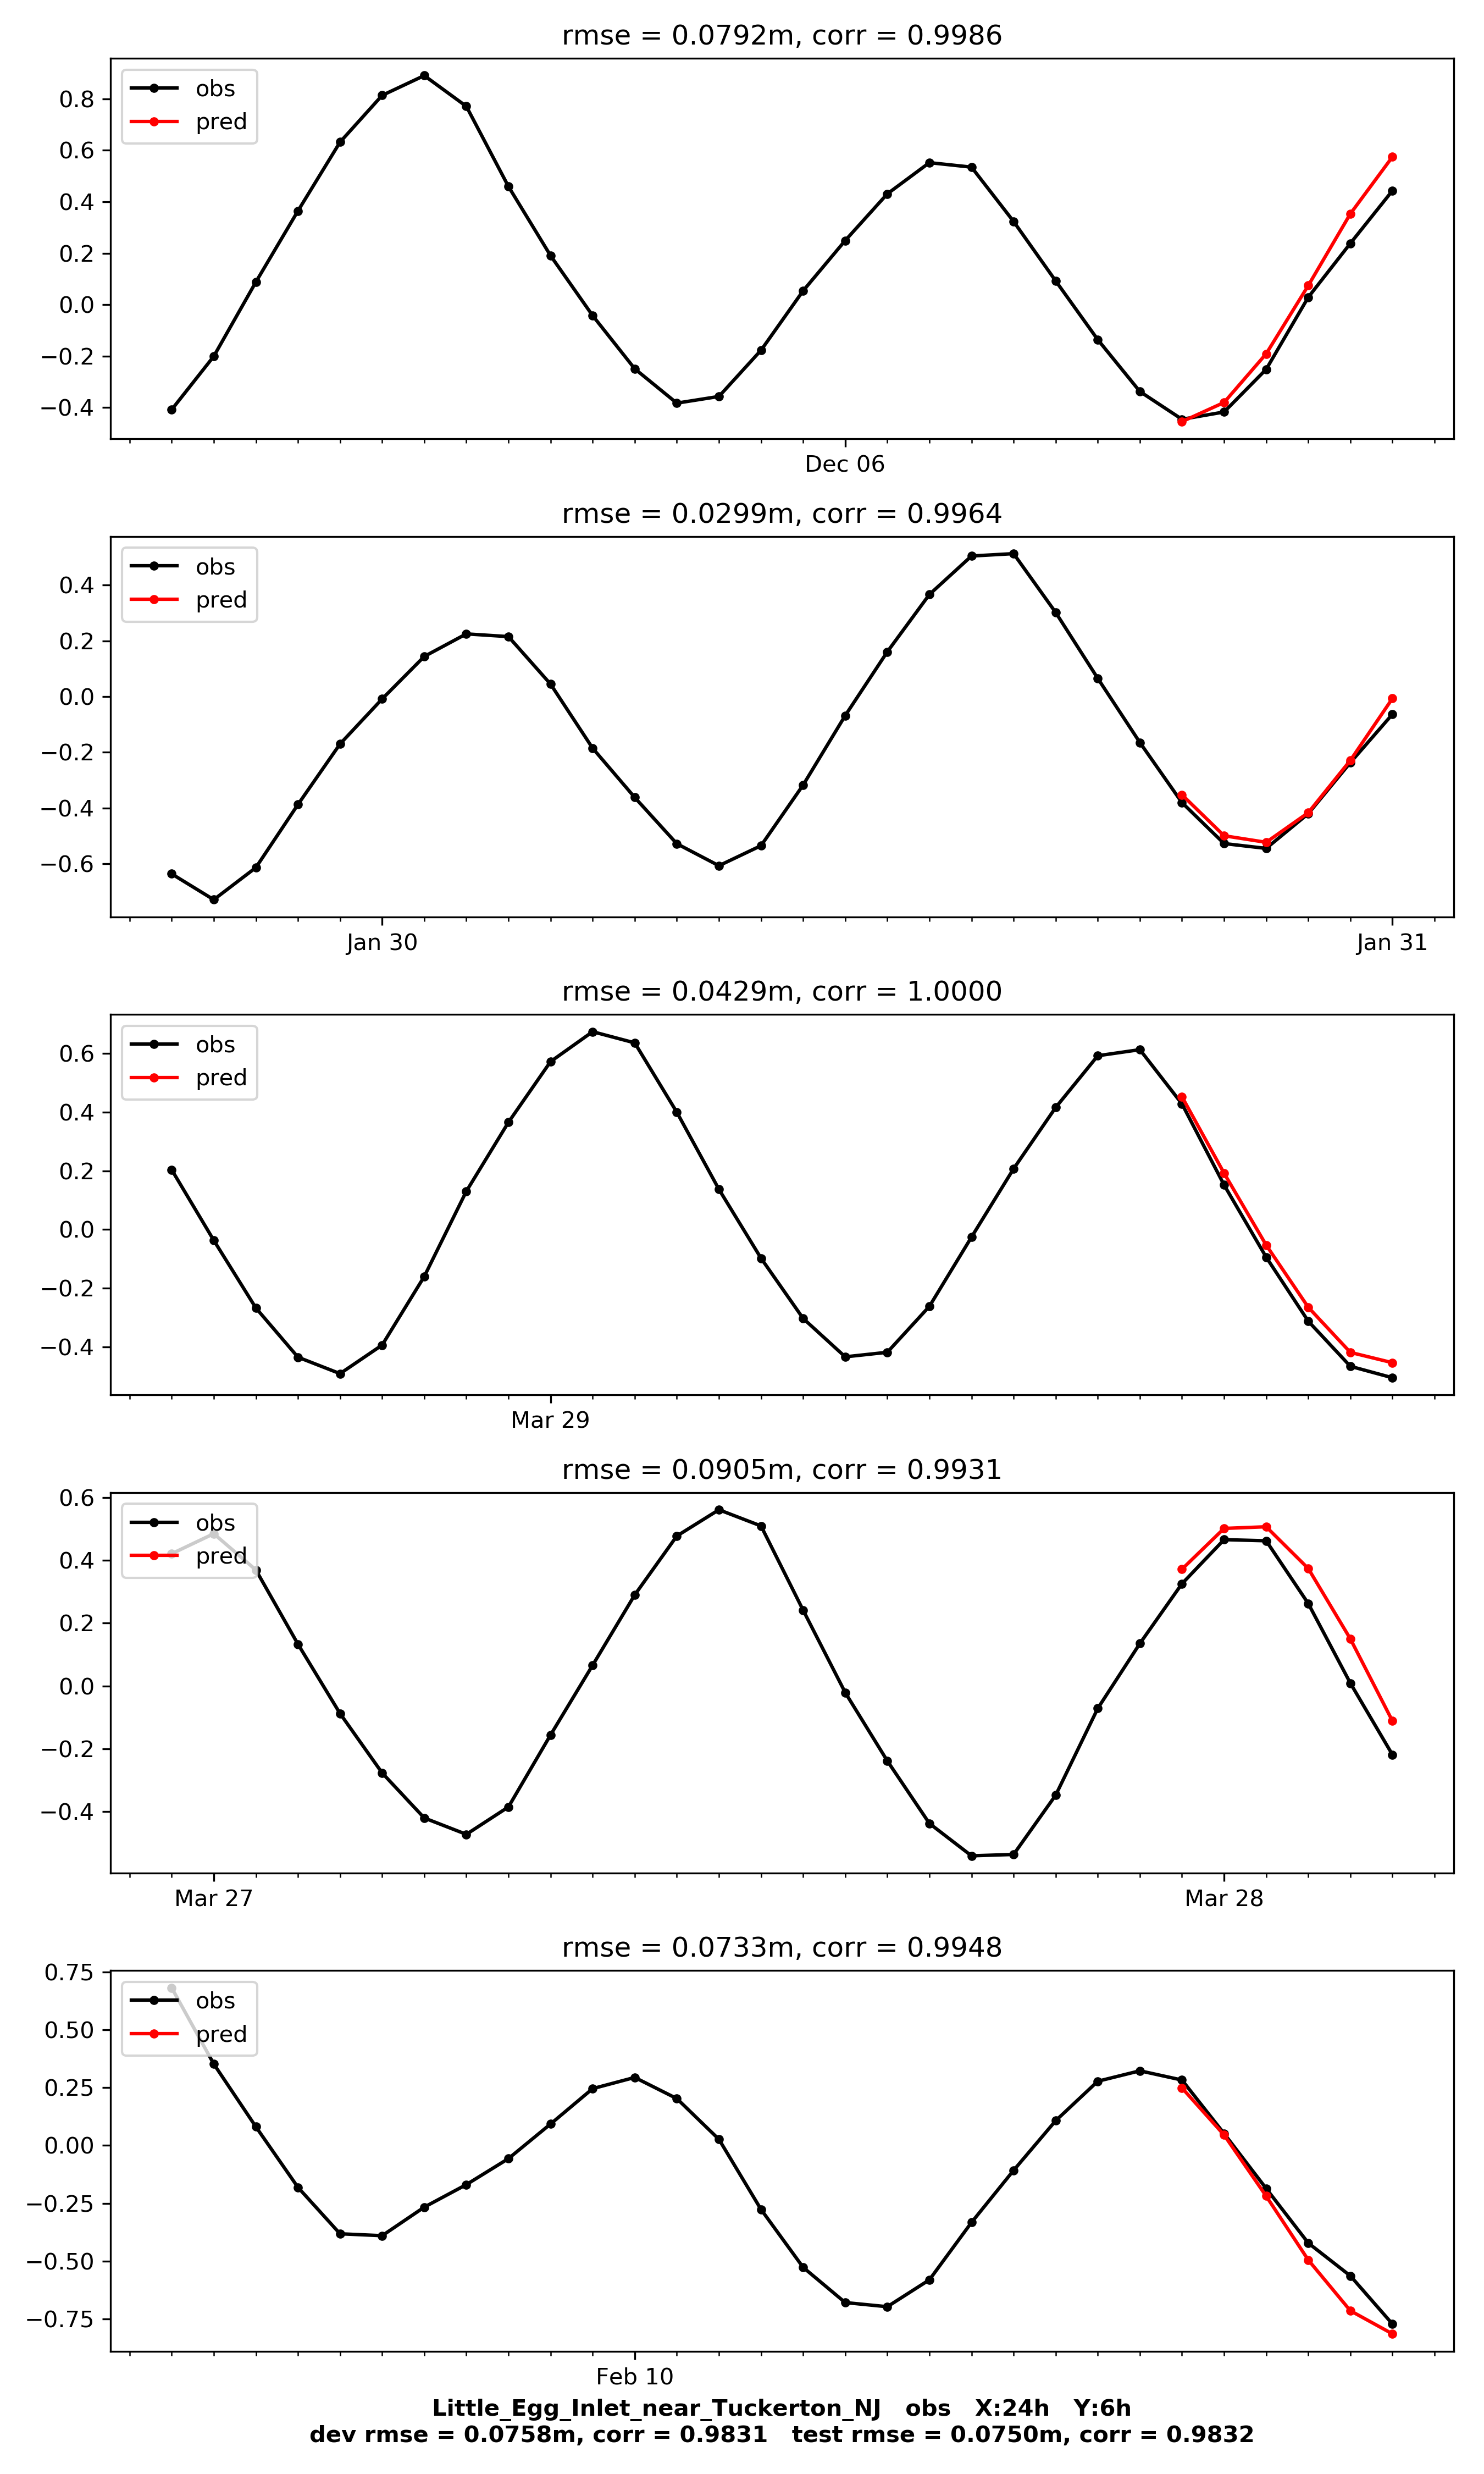 rmse = 0.0792m, corr = 0.9986
obs
pred
0.8
0.6
0.4
0.2
0.0
−0.2
−0.4
Dec 06
rmse = 0.0299m, corr = 0.9964
obs
pred
0.4
0.2
0.0
−0.2
−0.4
−0.6
Jan 30 Jan 31
rmse = 0.0429m, corr = 1.0000
obs
pred
0.6
0.4
0.2
0.0
−0.2
−0.4
Mar 29
rmse = 0.0905m, corr = 0.9931
obs
pred
0.6
0.4
0.2
0.0
−0.2
−0.4
Mar 27 Mar 28
rmse = 0.0733m, corr = 0.9948
obs
pred
0.75
0.50
0.25
0.00
−0.25
−0.50
−0.75
Feb 10
Little_Egg_Inlet_near_Tuckerton_NJ obs X:24h Y:6h
dev rmse = 0.0758m, corr = 0.9831 test rmse = 0.0750m, corr = 0.9832